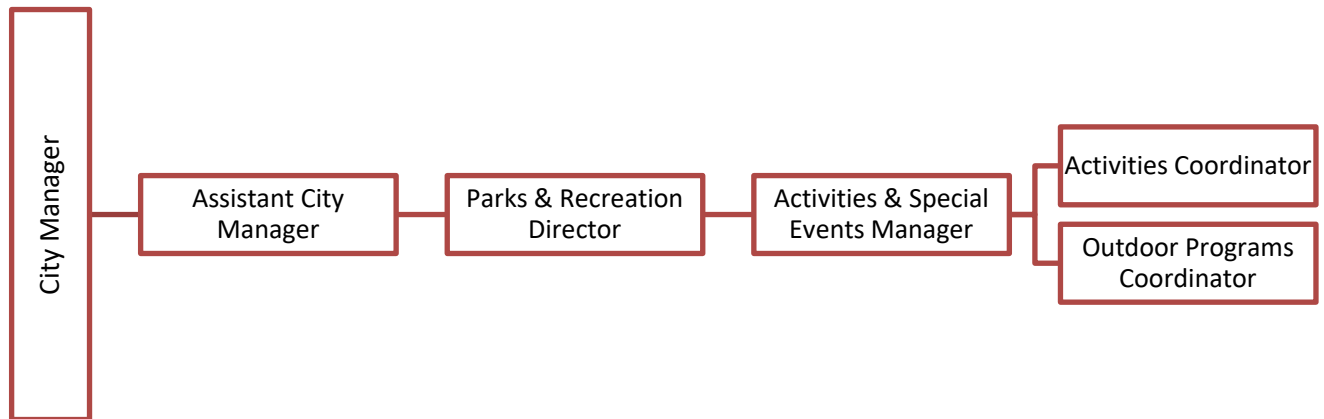 City Manager
Assistant City
Manager
Parks & Recreation
Director
Activities & Special
Events Manager
Activities Coordinator
Outdoor Programs
Coordinator